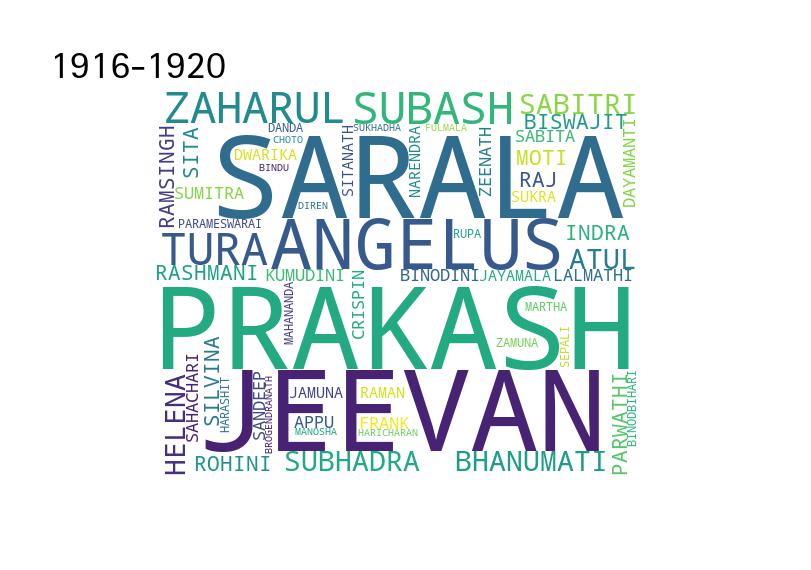 1916-1920
ZAHARUL
SUBASH
SABITRI
BISWAJIT
RAMSINGH
SITA
DANDA
CHOTO
DWARIKA
BINDU
SUMITRA
PARAMESWARAI
DIREN
SARALA
SITANATH
SUKHADHA
NARENDRA
FULMALA
ZEENATH
SABITA
MOTI
RAJ
SUKRA
DAYAMANTI
TURA
ANGELUS
RUPA
INDRA
ATUL
RASHMANI
KUMUDINI
BINODINI
JAYAMALA
LALMATHI
PRAKASH
MAHANANDA
CRISPIN
MARTHA
ZAMUNA
SEPALI
HELENA
SAHACHARI
SILVINA
HARASHIT
SANDEEP
BROGENDRANATH
JEEVAN
JAMUNA
RAMAN
APPU
FRANK
MANOSHA
HARICHARAN
PARWATHI
BINODBIHARI
ROHINI
SUBHADRA
BHANUMATI